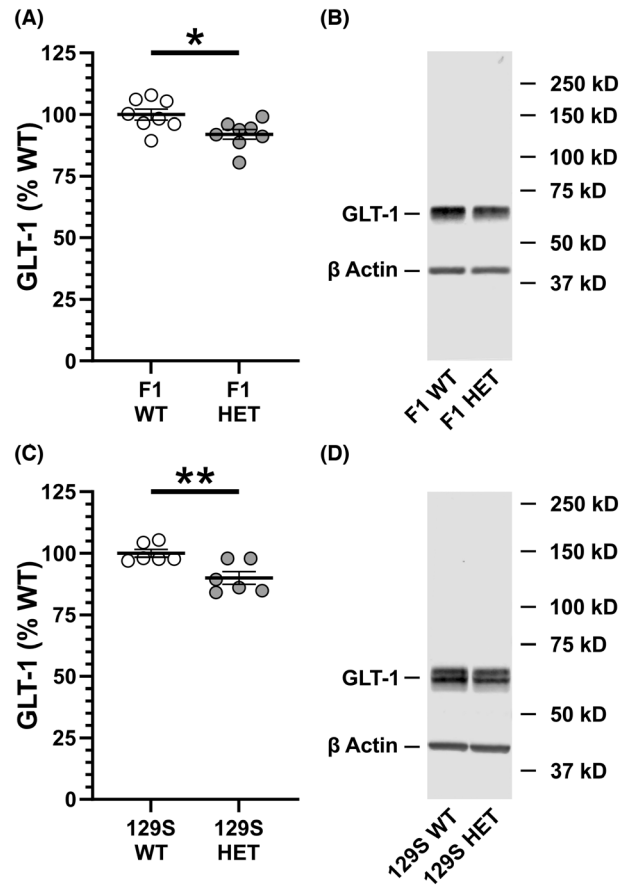 (A)
*
GLT-1 (% WT)
125
100
75
50
25
0
F1
WT
F1
HET
(B)
250 kD
150 kD
100 kD
75 kD
GLT-1
50 kD
β Actin
37 kD
F1 WT
F1 HET
(C)
**
GLT-1 (% WT)
125
100
75
50
25
0
129S
WT
129S
HET
(D)
250 kD
150 kD
100 kD
75 kD
GLT-1
50 kD
β Actin
37 kD
129S WT
129S HET